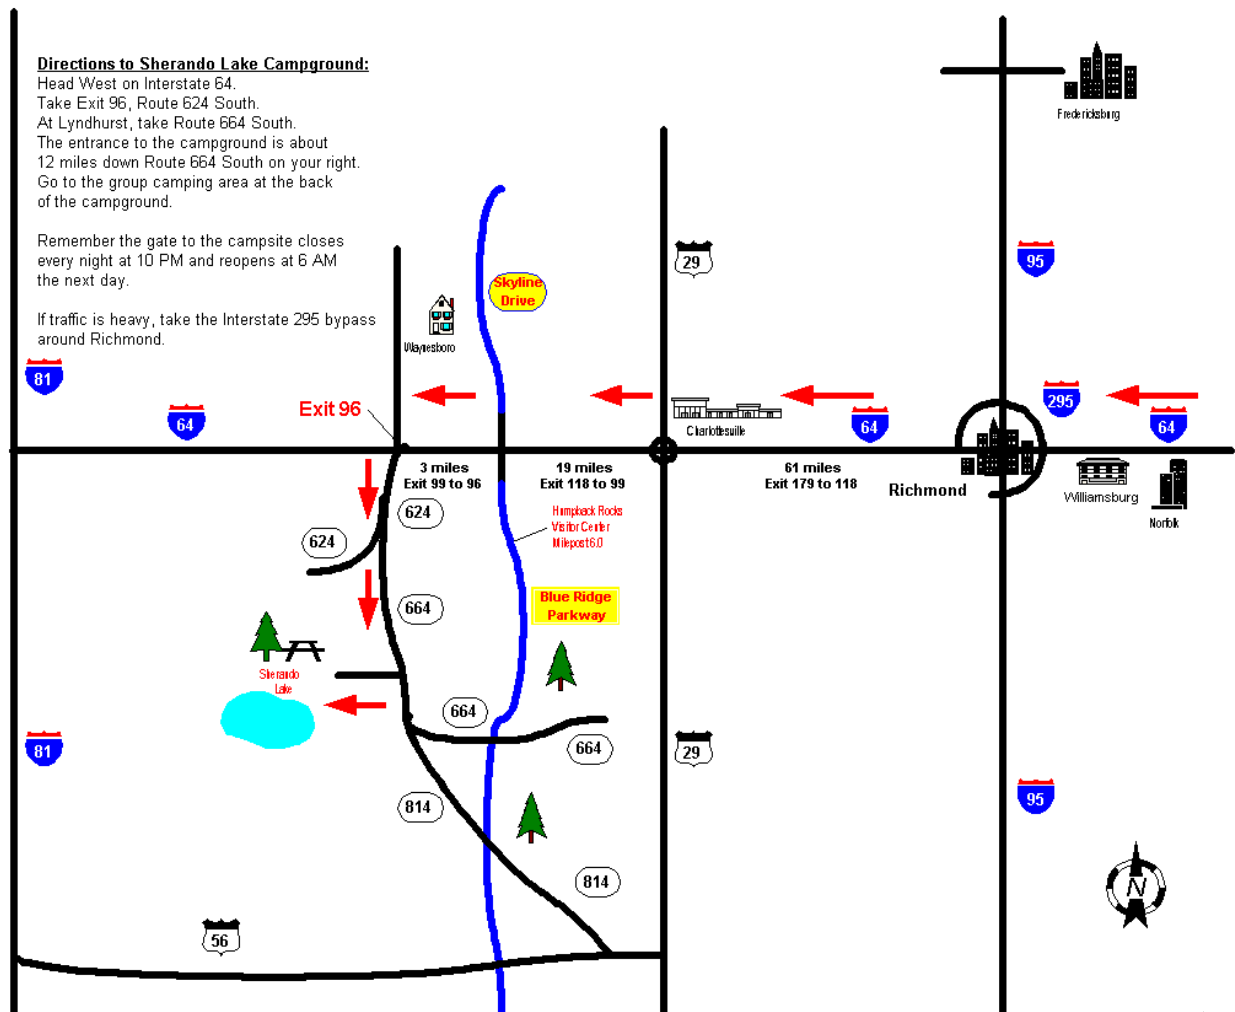 Directions to Sherando Lake Campground:
Head West on Interstate 64.
Take Exit 96, Route 624 South.
At Lyndhurst, take Route 664 South.
The entrance to the campground is about
12 miles down Route 664 South on your right.
Go to the group camping area at the back
of the campground.
Remember the gate to the campsite closes
every night at 10 PM and reopens at 6 AM
the next day.
If traffic is heavy, take the Interstate 295 bypass
around Richmond.
Fredericksburg
29
95
Skyline
Drive
Waynesboro
81
64
Exit 96
Charlottesville
64
295
64
3 miles
Exit 99 to 96
19 miles
Exit 118 to 99
61 miles
Exit 179 to 118
Richmond
Williamsburg
Norfolk
624
624
Humpback Rocks
Visitor Center
Milepost 6.0
664
Blue Ridge
Parkway
Sherando
Lake
664
664
81
29
95
814
814
56
N